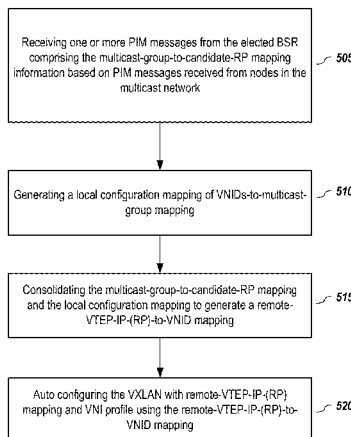 Receiving one or more PIM messages from the elected BSR
comprising the multicast-group-to-candidate-RP mapping
information based on PIM messages received from nodes in the
multicast network
505
Generating a local configuration mapping of VNIDs-to-multicast-
group mapping
510
Consolidating the multicast-group-to-candidate-RP mapping
and the local configuration mapping to generate a remote-
VTEP-IP-(RP)-to-VNID mapping
515
Auto configuring the VXLAN with remote-VTEP-IP-(RP)
mapping and VNI profile using the remote-VTEP-IP-(RP)-to-
VNID mapping
520